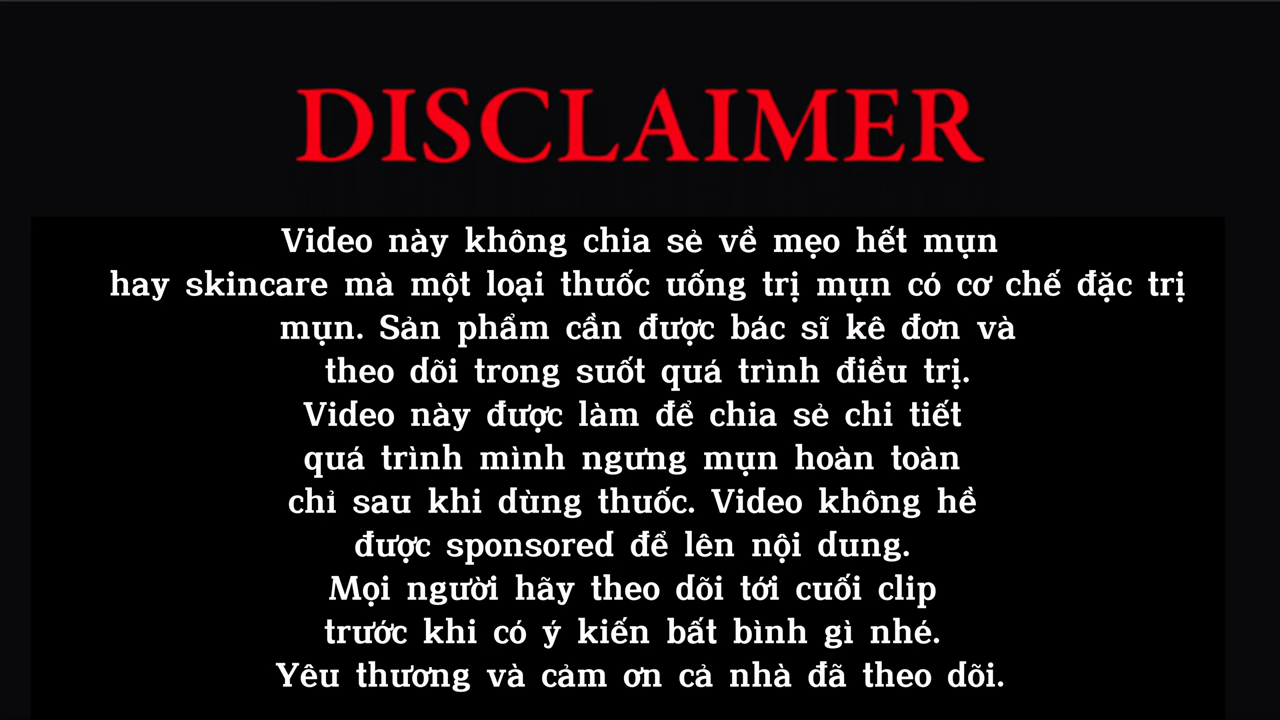 DISCLAIMER
Video này không chia sẻ về mẹo hết mụn
hay skincare mà một loại thuốc uống trị mụn có cơ chế đặc trị
mụn. Sản phẩm cần được bác sĩ kê đơn và
theo dõi trong suốt quá trình điều trị.
Video này được làm để chia sẻ chi tiết
quá trình mình ngưng mụn hoàn toàn
chỉ sau khi dùng thuốc. Video không hề
được sponsored để lên nội dung.
Mọi người hãy theo dõi tới cuối clip
trước khi có ý kiến bất bình gì nhé.
Yêu thương và cảm ơn cả nhà đã theo dõi.